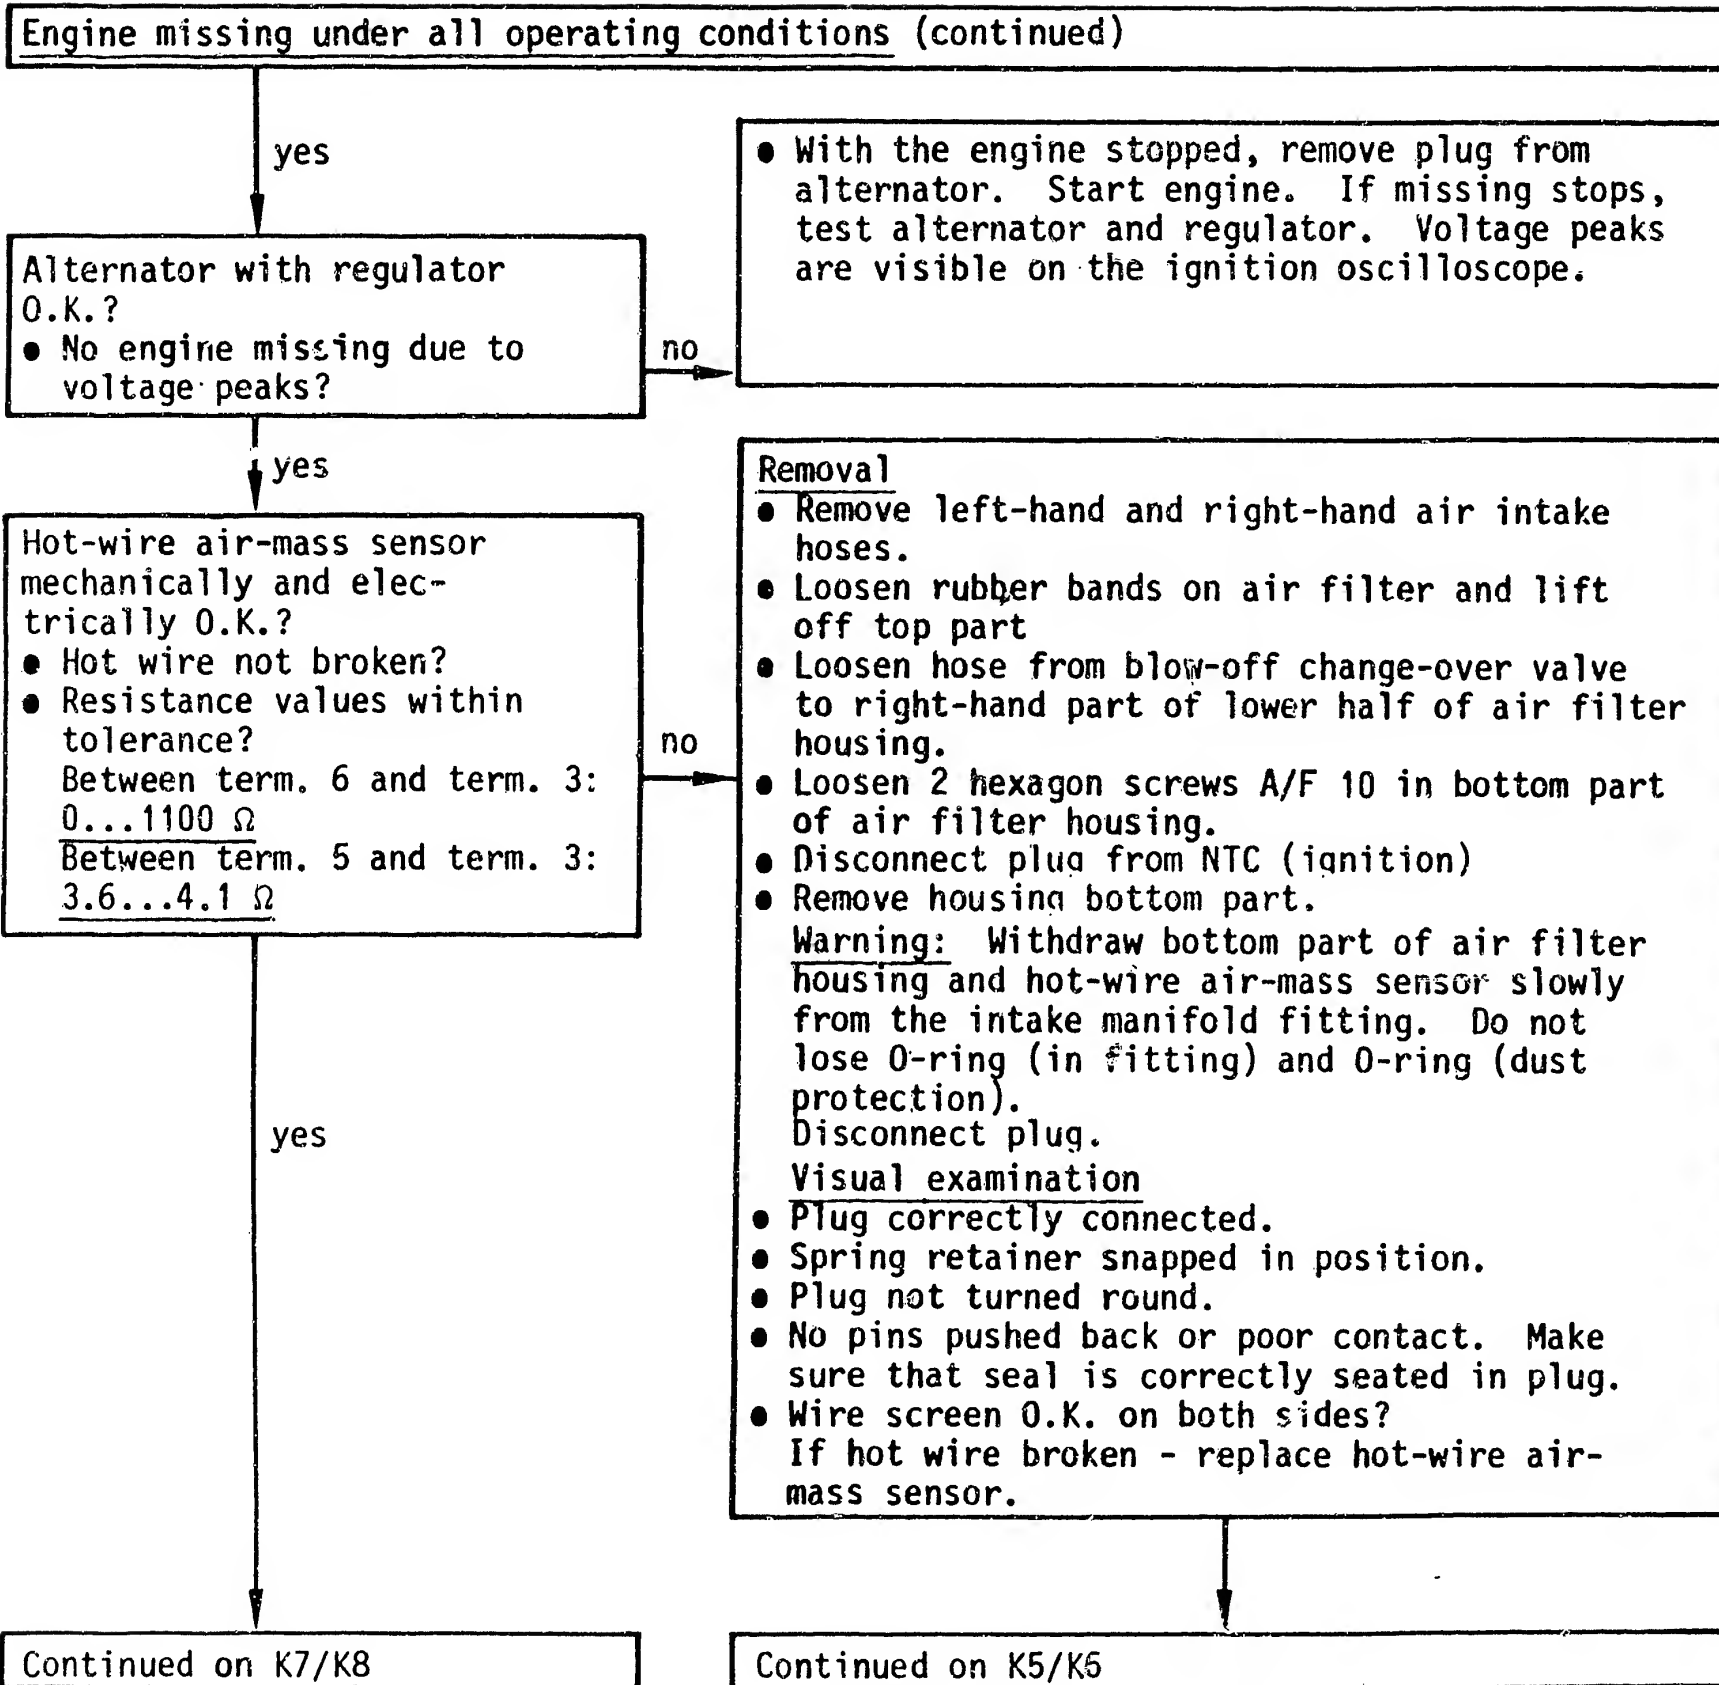 Engine missing under all operating conditions (continued)
yes
Alternator with regulator
O.K.?
● No engine missing due to
voltage peaks?
no
● With the engine stopped, remove plug from
alternator. Start engine. If missing stops,
test alternator and regulator. Voltage peaks
are visible on the ignition oscilloscope.
yes
Hot-wire air-mass sensor
mechanically and elec-
trically O.K.?
● Hot wire not broken?
● Resistance values within
tolerance?
Between term. 6 and term. 3:
0...1100 Ω
Between term. 5 and term. 3:
3.6...4.1 Ω
no
Removal
● Remove left-hand and right-hand air intake
hoses.
● Loosen rubber bands on air filter and lift
off top part
● Loosen hose from blow-off change-over valve
to right-hand part of lower half of air filter
housing.
● Loosen 2 hexagon screws A/F 10 in bottom part
of air filter housing.
● Disconnect plug from NTC (ignition)
● Remove housing bottom part.
Warning: Withdraw bottom part of air filter
housing and hot-wire air-mass sensor slowly
from the intake manifold fitting. Do not
lose O-ring (in fitting) and O-ring (dust
protection).
Disconnect plug.
Visual examination
● Plug correctly connected.
● Spring retainer snapped in position.
● Plug not turned round.
● No pins pushed back or poor contact. Make
sure that seal is correctly seated in plug.
● Wire screen O.K. on both sides?
If hot wire broken - replace hot-wire air-
mass sensor.
yes
Continued on K7/K8
Continued on K5/K6